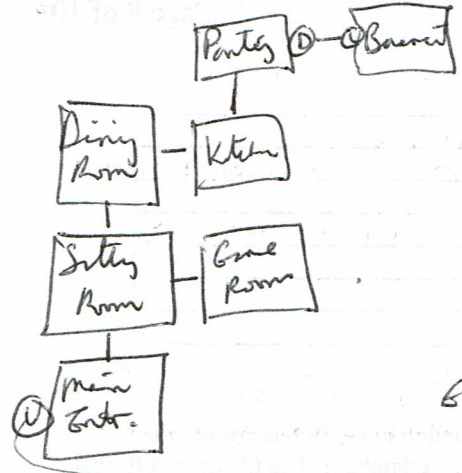 Pantry D U Basement
Dining
Room
Kitchen
Sitting
Room
Game
Room
Main
Entr.
U